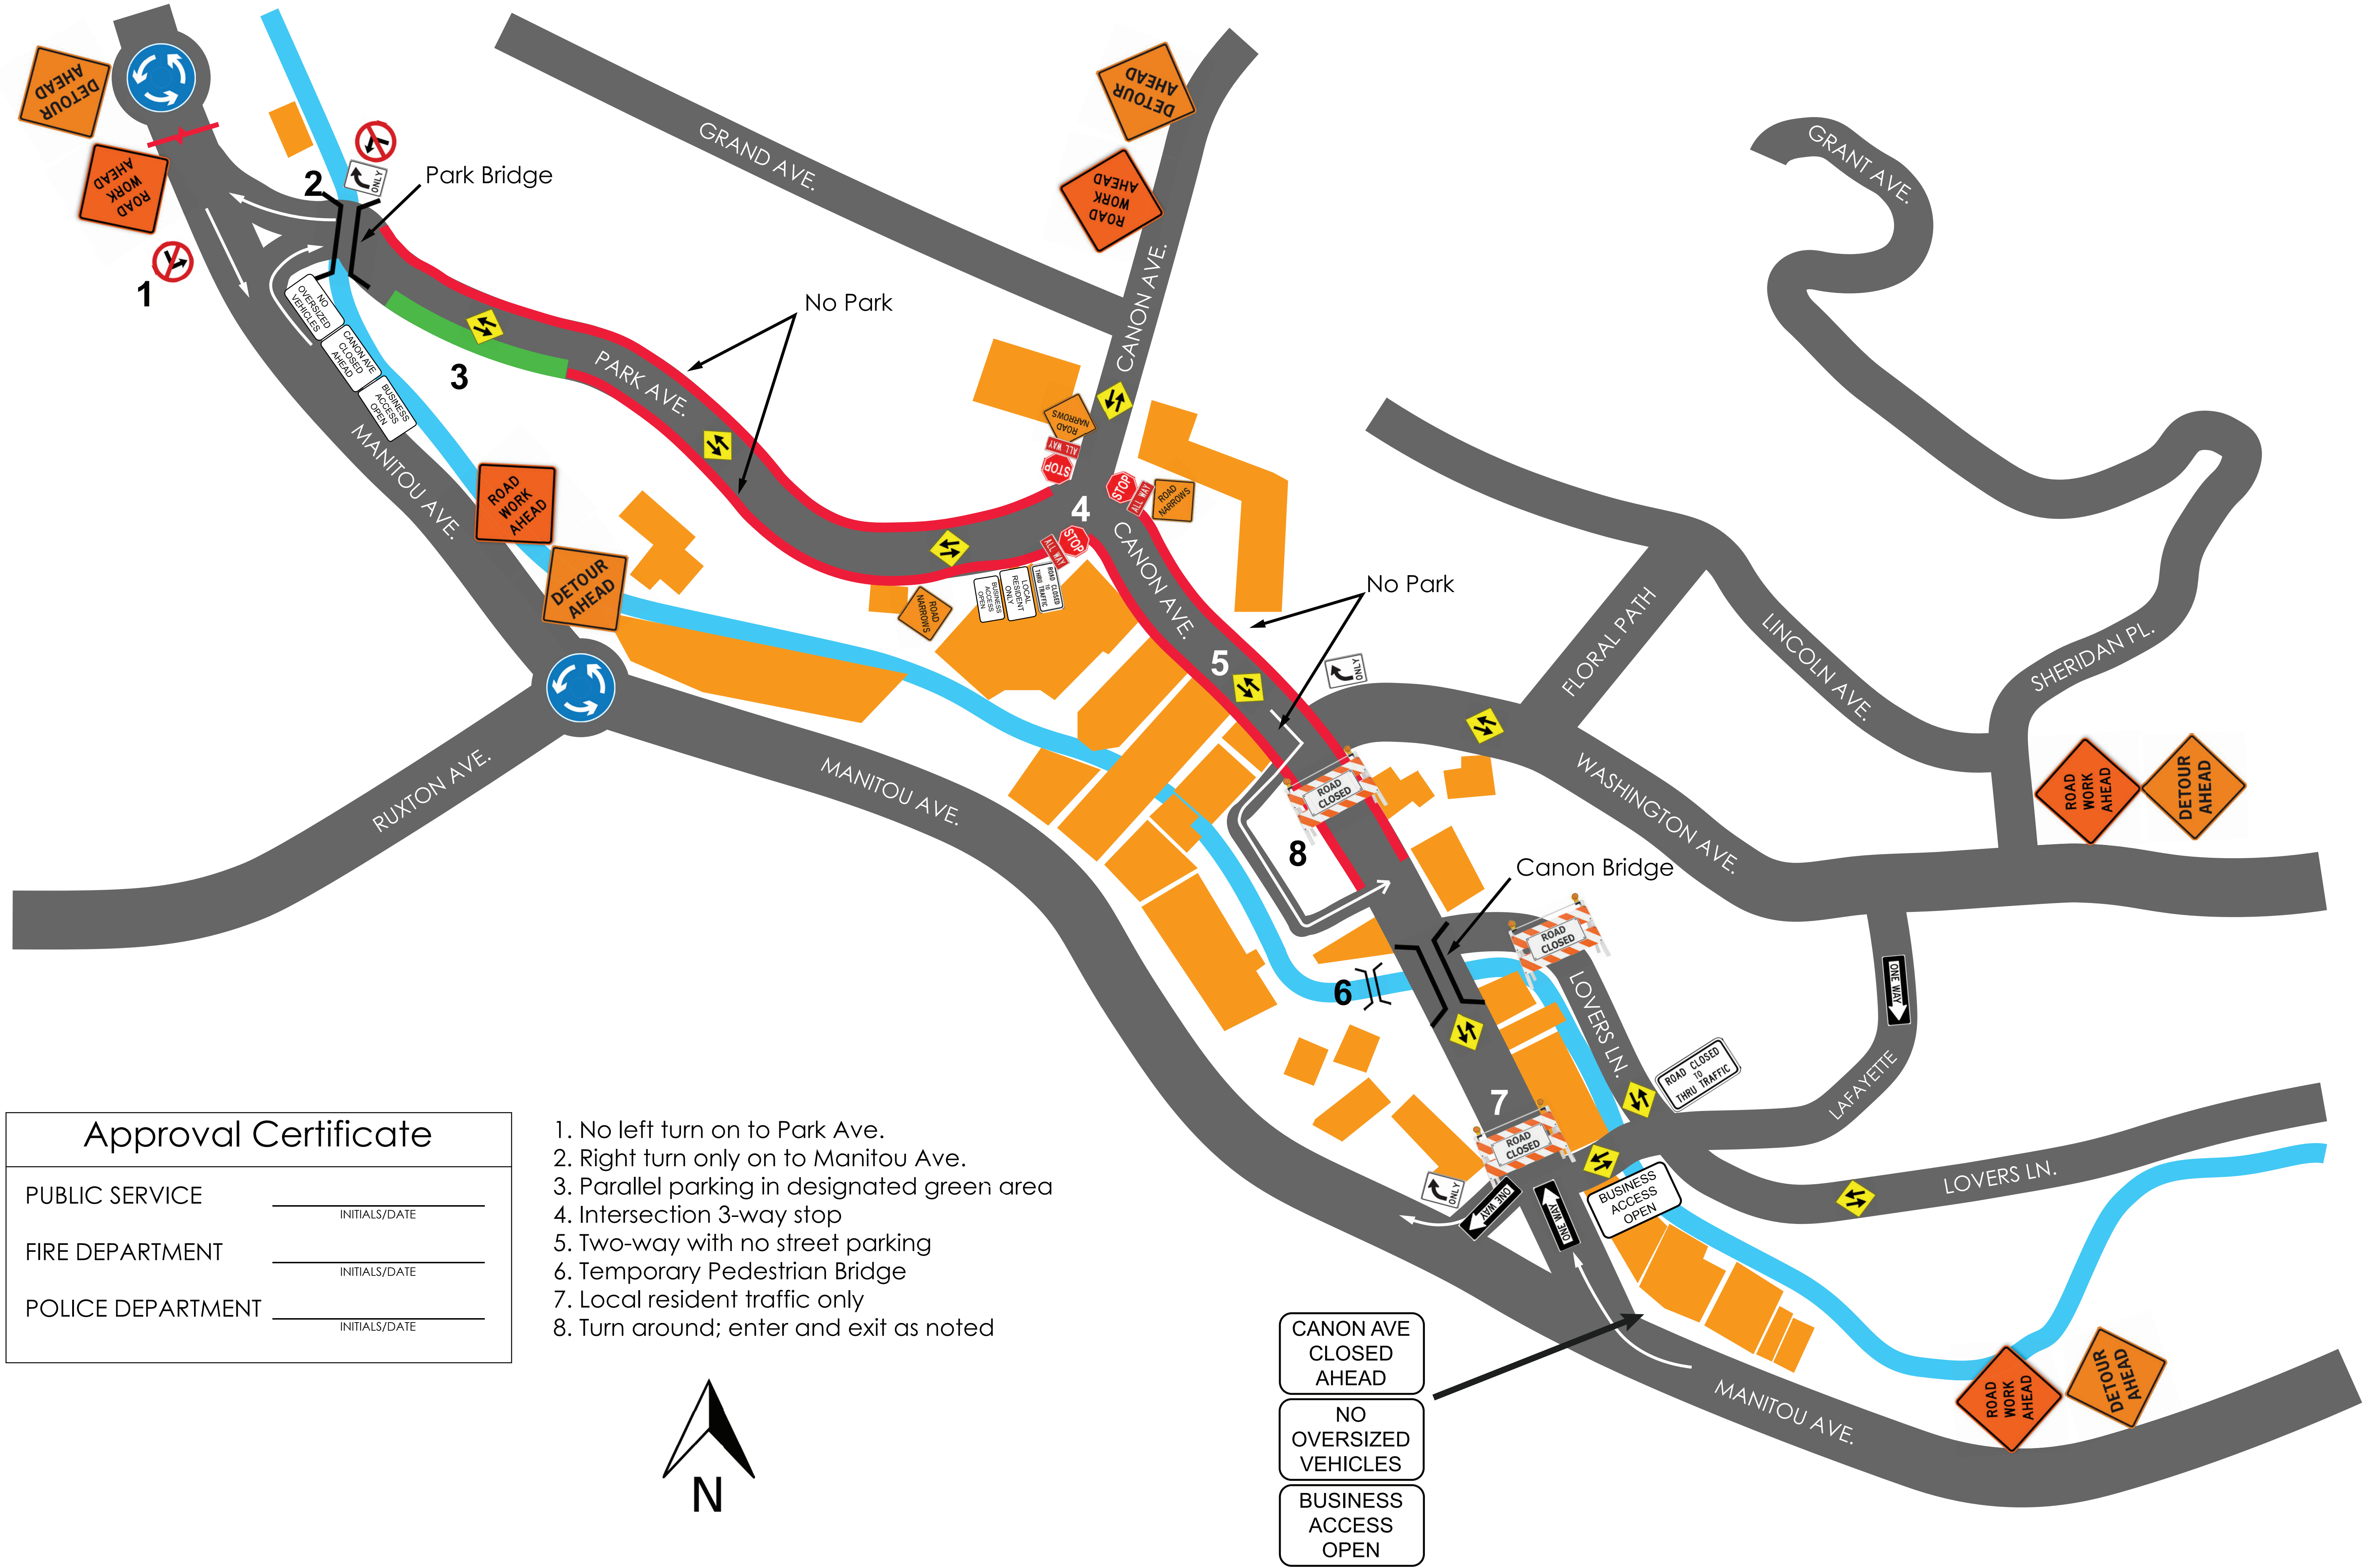 DETOUR
AHEAD
ROAD
WORK
AHEAD
1
2
ONLY
Park Bridge
GRAND AVE.
DETOUR
AHEAD
ROAD
WORK
AHEAD
CANON AVE.
GRANT AVE.
NO
OVERSIZED
VEHICLES
CANON AVE
CLOSED
AHEAD
BUSINESS
ACCESS
OPEN
3
No Park
PARK AVE.
MANITOU AVE.
ROAD
WORK
AHEAD
DETOUR
AHEAD
ROAD
NARROWS
ALL WAY
STOP
STOP
ALL WAY
ROAD
NARROWS
4
STOP
ALL WAY
ROAD CLOSED
TO
THRU TRAFFIC
LOCAL
RESIDENT
ONLY
BUSINESS
ACCESS
OPEN
ROAD
NARROWS
CANON AVE.
No Park
5
ONLY
FLORAL PATH
LINCOLN AVE.
SHERIDAN PL.
RUXTON AVE.
MANITOU AVE.
ROAD
CLOSED
WASHINGTON AVE.
ROAD
WORK
AHEAD
DETOUR
AHEAD
8
Canon Bridge
ROAD
CLOSED
6
LOVERS LN.
ONE WAY
ROAD CLOSED
TO
THRU TRAFFIC
LAFAYETTE
7
ROAD
CLOSED
ONLY
ONE WAY
ONE WAY
BUSINESS
ACCESS
OPEN
LOVERS LN.
Approval Certificate
PUBLIC SERVICE
INITIALS/DATE
FIRE DEPARTMENT
INITIALS/DATE
POLICE DEPARTMENT
INITIALS/DATE
1. No left turn on to Park Ave.
2. Right turn only on to Manitou Ave.
3. Parallel parking in designated green area
4. Intersection 3-way stop
5. Two-way with no street parking
6. Temporary Pedestrian Bridge
7. Local resident traffic only
8. Turn around; enter and exit as noted
N
CANON AVE
CLOSED
AHEAD
NO
OVERSIZED
VEHICLES
BUSINESS
ACCESS
OPEN
MANITOU AVE.
ROAD
WORK
AHEAD
DETOUR
AHEAD